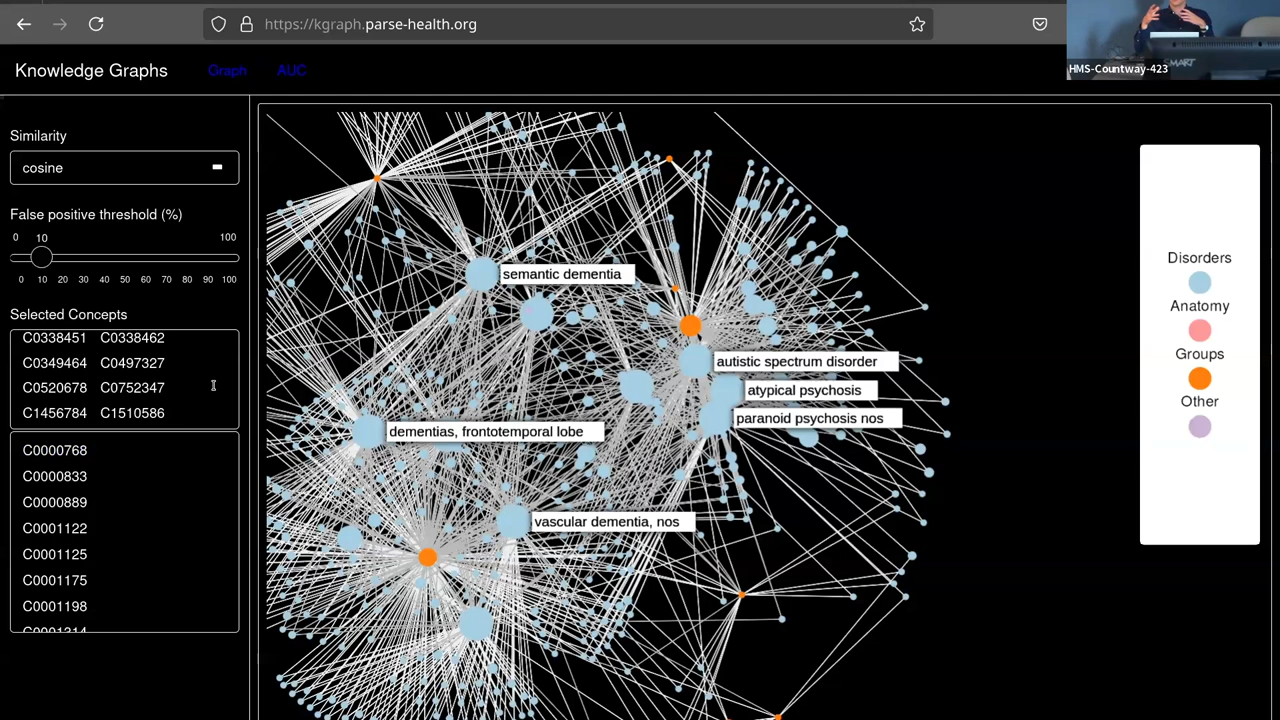 https://kgraph.parse-health.org
HMS-Countway-423
SMART
Knowledge Graphs
Graph
AUC
Similarity
cosine
False positive threshold (%)
0 10 100
0 10 20 30 40 50 60 70 80 90 100
Selected Concepts
C0338451 C0338462
C0349464 C0497327
C0520678 C0752347
C1456784 C1510586
C0000768
C0000833
C0000889
C0001122
C0001125
C0001175
C0001198
C0001314
semantic dementia
autistic spectrum disorder
atypical psychosis
paranoid psychosis nos
dementias, frontotemporal lobe
vascular dementia, nos
Disorders
Anatomy
Groups
Other